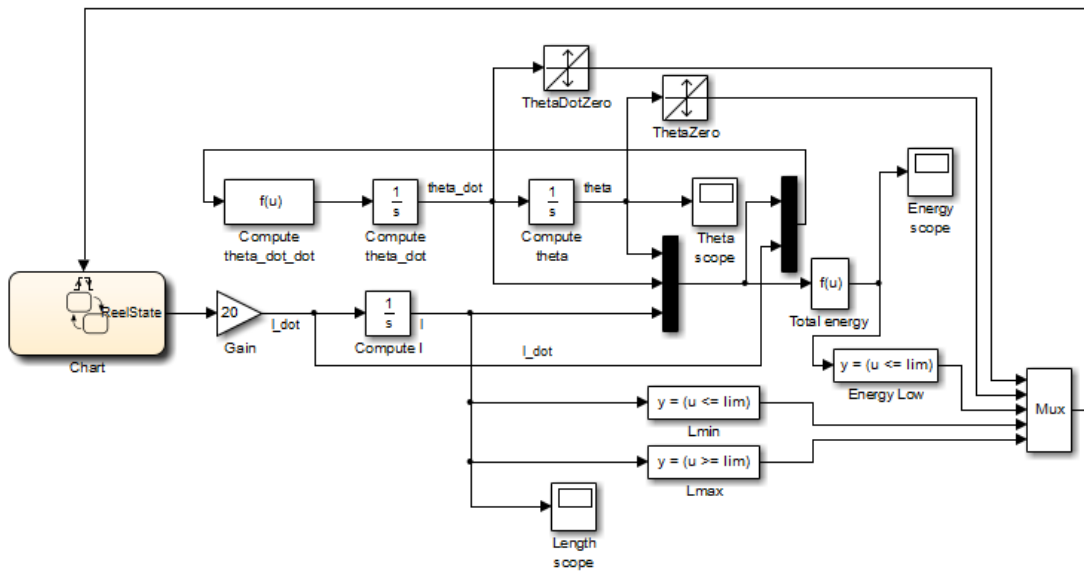 ThetaDotZero
ThetaZero
f(u)
Compute
theta_dot_dot
1
s
Compute
theta_dot
theta_dot
1
s
Compute
theta
theta
Theta
scope
Energy
scope
ReelState
Chart
20
Gain
l_dot
1
s
Compute l
l
l_dot
f(u)
Total energy
y = (u <= lim)
Energy Low
y = (u <= lim)
Lmin
y = (u >= lim)
Lmax
Mux
Length
scope